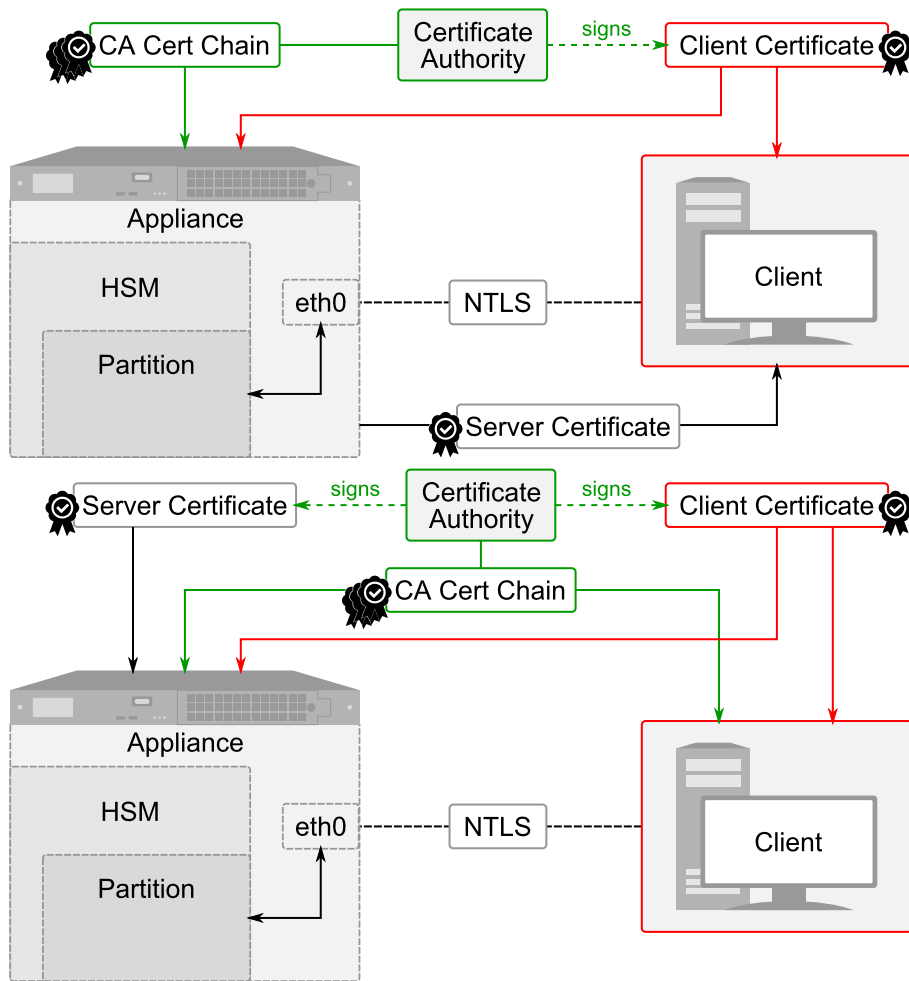 CA Cert Chain
Certificate
Authority
signs
Client Certificate
Appliance
HSM
eth0
NTLS
Client
Partition
Server Certificate
Server Certificate
signs
Certificate
Authority
signs
Client Certificate
CA Cert Chain
Appliance
HSM
eth0
NTLS
Client
Partition